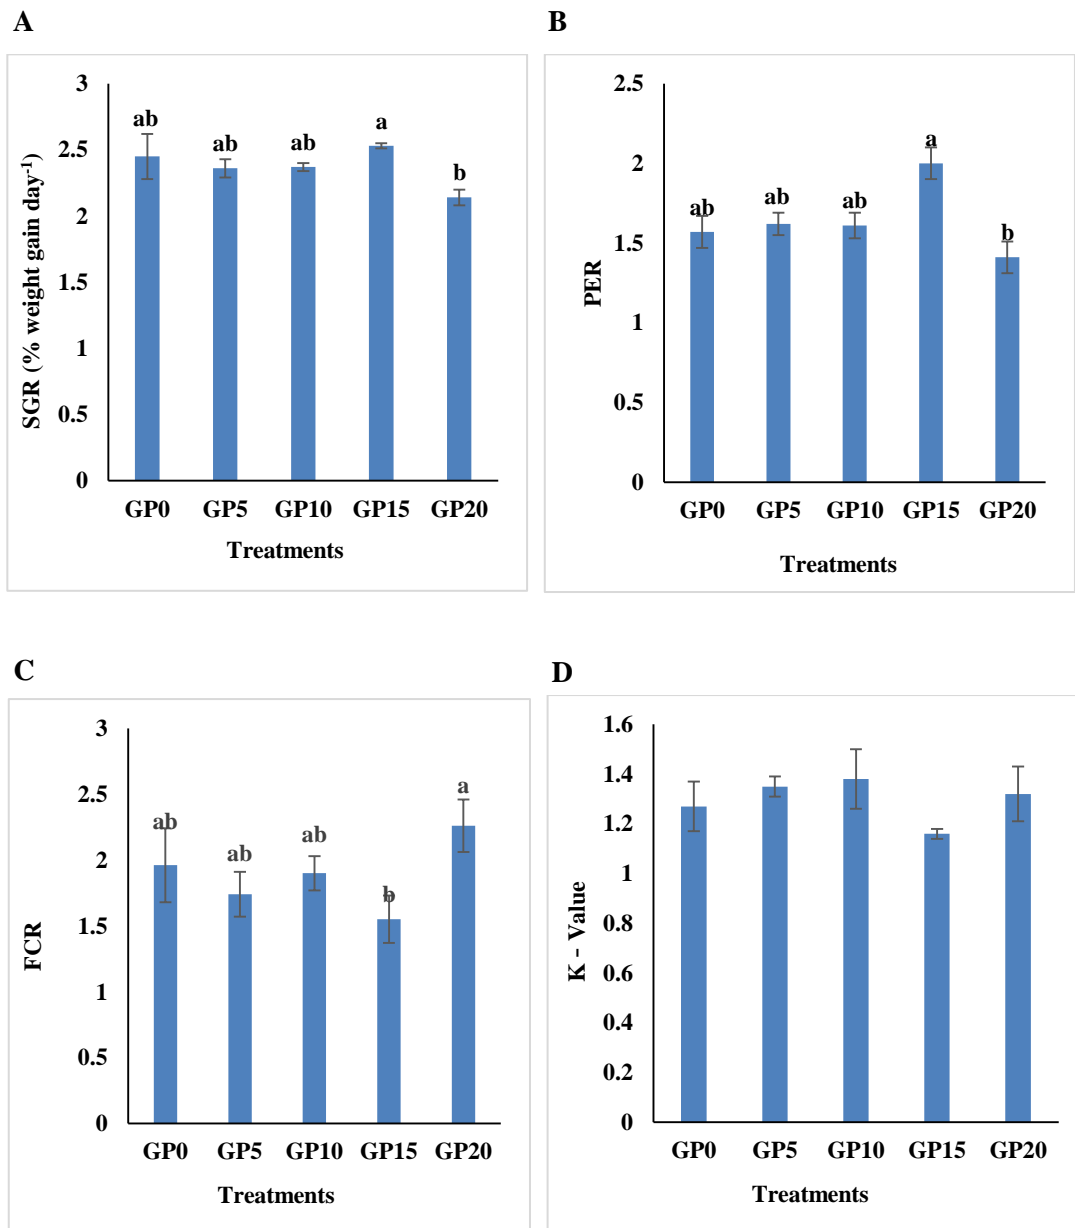 A
SGR (% weight gain day-1)
3
2.5
2
1.5
1
0.5
0
ab
ab
ab
a
b
GP0 GP5 GP10 GP15 GP20
Treatments
B
PER
2.5
2
1.5
1
0.5
0
ab
ab
ab
a
b
GP0 GP5 GP10 GP15 GP20
Treatments
C
FCR
3
2.5
2
1.5
1
0.5
0
ab
ab
ab
b
a
GP0 GP5 GP10 GP15 GP20
Treatments
D
K - Value
1.6
1.4
1.2
1
0.8
0.6
0.4
0.2
0
GP0 GP5 GP10 GP15 GP20
Treatments